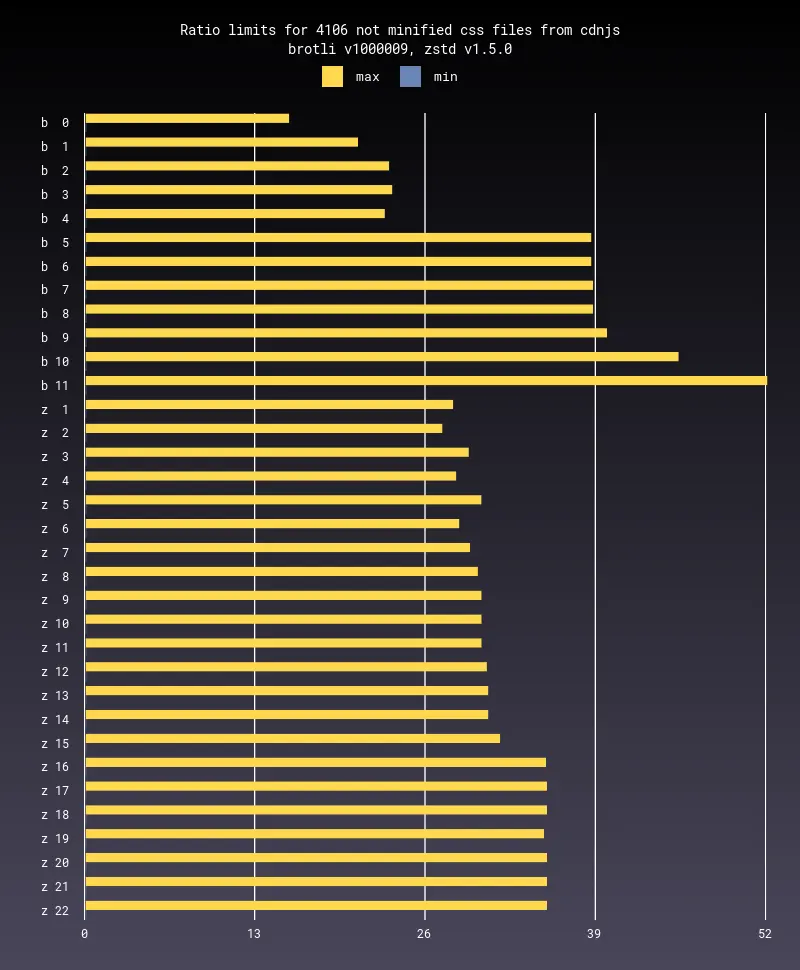 Ratio limits for 4106 not minified css files from cdnjs
brotli v1000009, zstd v1.5.0
max min
b 0
b 1
b 2
b 3
b 4
b 5
b 6
b 7
b 8
b 9
b 10
b 11
z 1
z 2
z 3
z 4
z 5
z 6
z 7
z 8
z 9
z 10
z 11
z 12
z 13
z 14
z 15
z 16
z 17
z 18
z 19
z 20
z 21
z 22
0 13 26 39 52